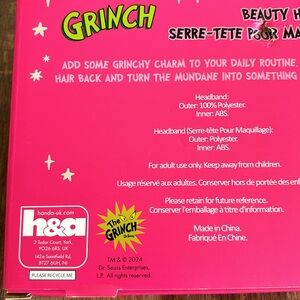 GRINCH
BEAUTY H
SERRE-TETE POUR MA
ADD SOME GRINCHY CHARM TO YOUR DAILY ROUTINE.
HAIR BACK AND TURN THE MUNDANE INTO SOMETHING
Headband:
Outer: 100% Polyester.
Inner: ABS.
Headband (Serre-tête Pour Maquillage):
Outer: 100% Polyester.
Inner: ABS.
For adult use only. Keep away from children.
Usage réservé aux adultes. Conserver hors de portée des enf
Please retain for future reference.
Conserver l'emballage à titre d'information.
Made in China.
Fabriqué En Chine.
handa-uk.com
h&a
2 Tudor Court, York,
YO26 6RS, UK
142a Saintfield Rd,
BT27 6UH, NI
PLEASE RECYCLE ME
The
GRINCH
TM & © 2024
Dr. Seuss Enterprises,
L.P. All rights reserved.